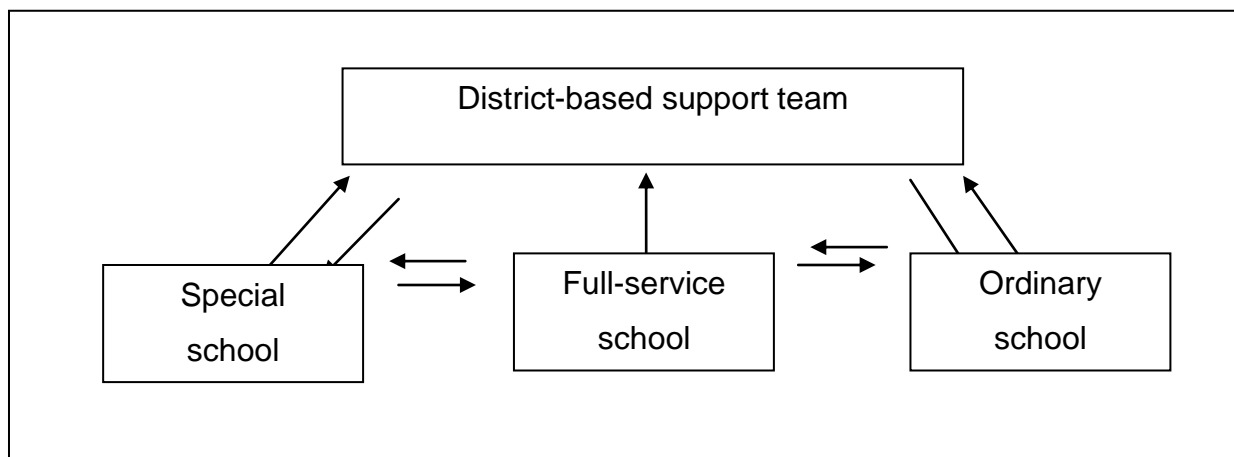 District-based support team
Special
school
Full-service
school
Ordinary
school